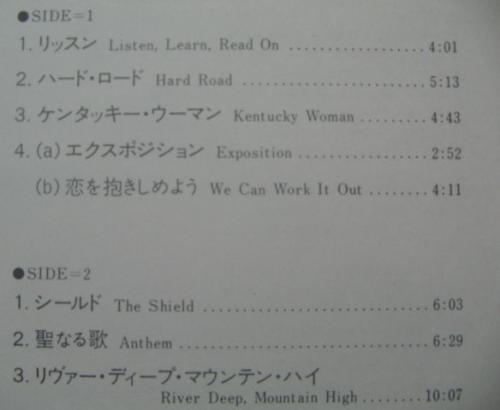 ●SIDE=1
1. リッスン Listen, Learn, Read On .................. 4:01
2. ハード・ロード Hard Road ........................ 5:13
3. ケンタッキー・ウーマン Kentucky Woman .......... 4:43
4. (a) エクスポジション Exposition .................. 2:52
(b) 恋を抱きしめよう We Can Work It Out ........ 4:11
●SIDE=2
1. シールド The Shield .............................. 6:03
2. 聖なる歌 Anthem .................................. 6:29
3. リヴァー・ディープ・マウンテン・ハイ
River Deep, Mountain High ........ 10:07